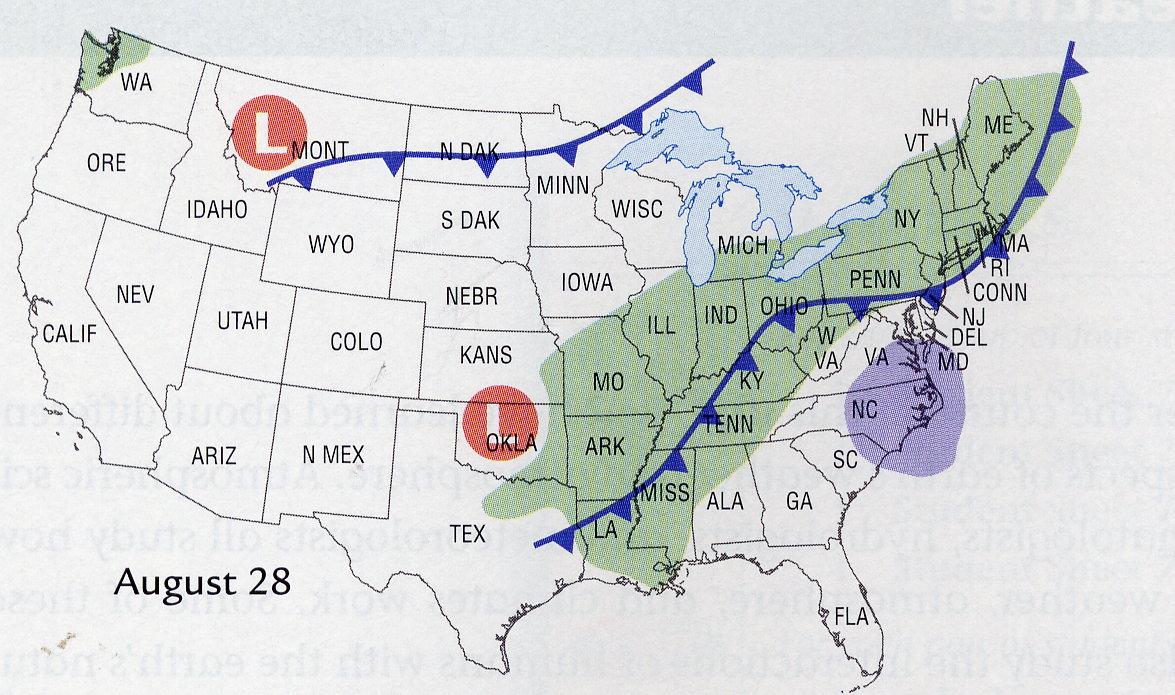 WA
L
MONT
N DAK
MINN
NH
VT
ME
ORE
IDAHO
WYO
S DAK
WISC
MICH
NY
MA
RI
CONN
NJ
DEL
MD
NEV
UTAH
COLO
NEBR
IOWA
ILL
IND
OHIO
PENN
CALIF
KANS
MO
KY
W
VA
VA
ARIZ
N MEX
L
OKLA
ARK
TENN
NC
SC
TEX
LA
MISS
ALA
GA
FLA
August 28